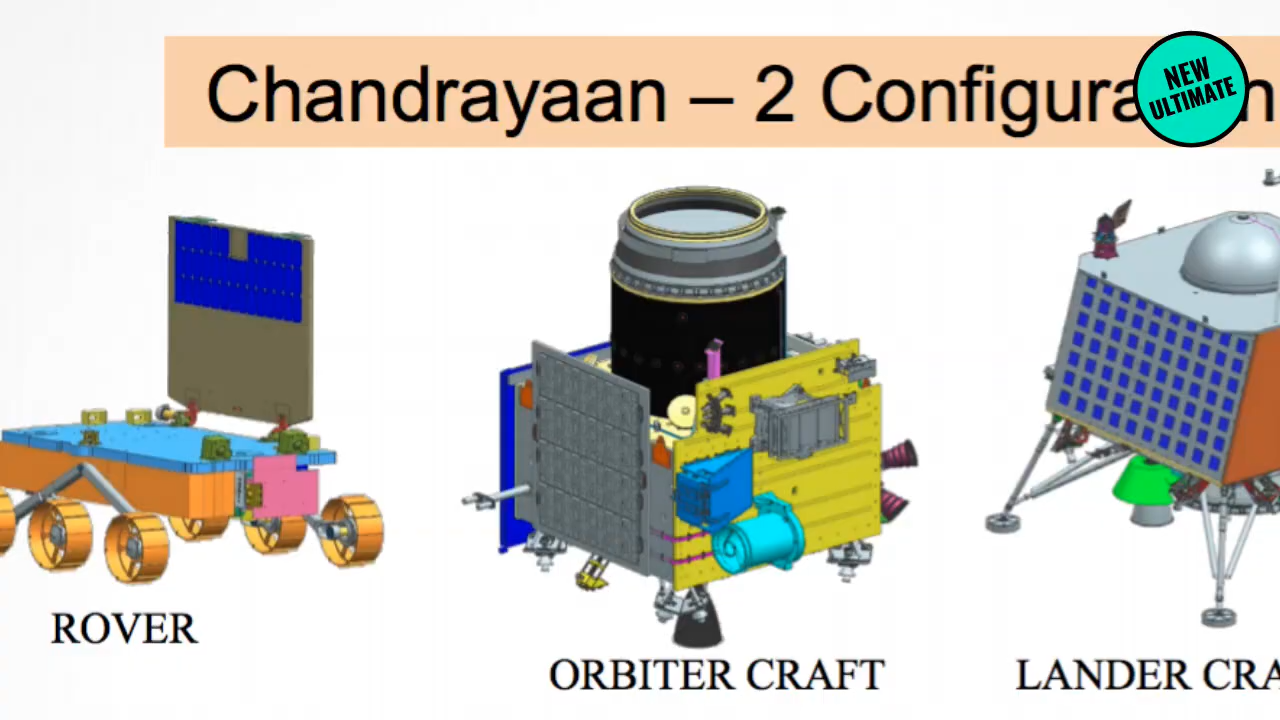 Chandrayaan – 2 Configura
NEW
ULTIMATE
ROVER
ORBITER CRAFT
LANDER CRA